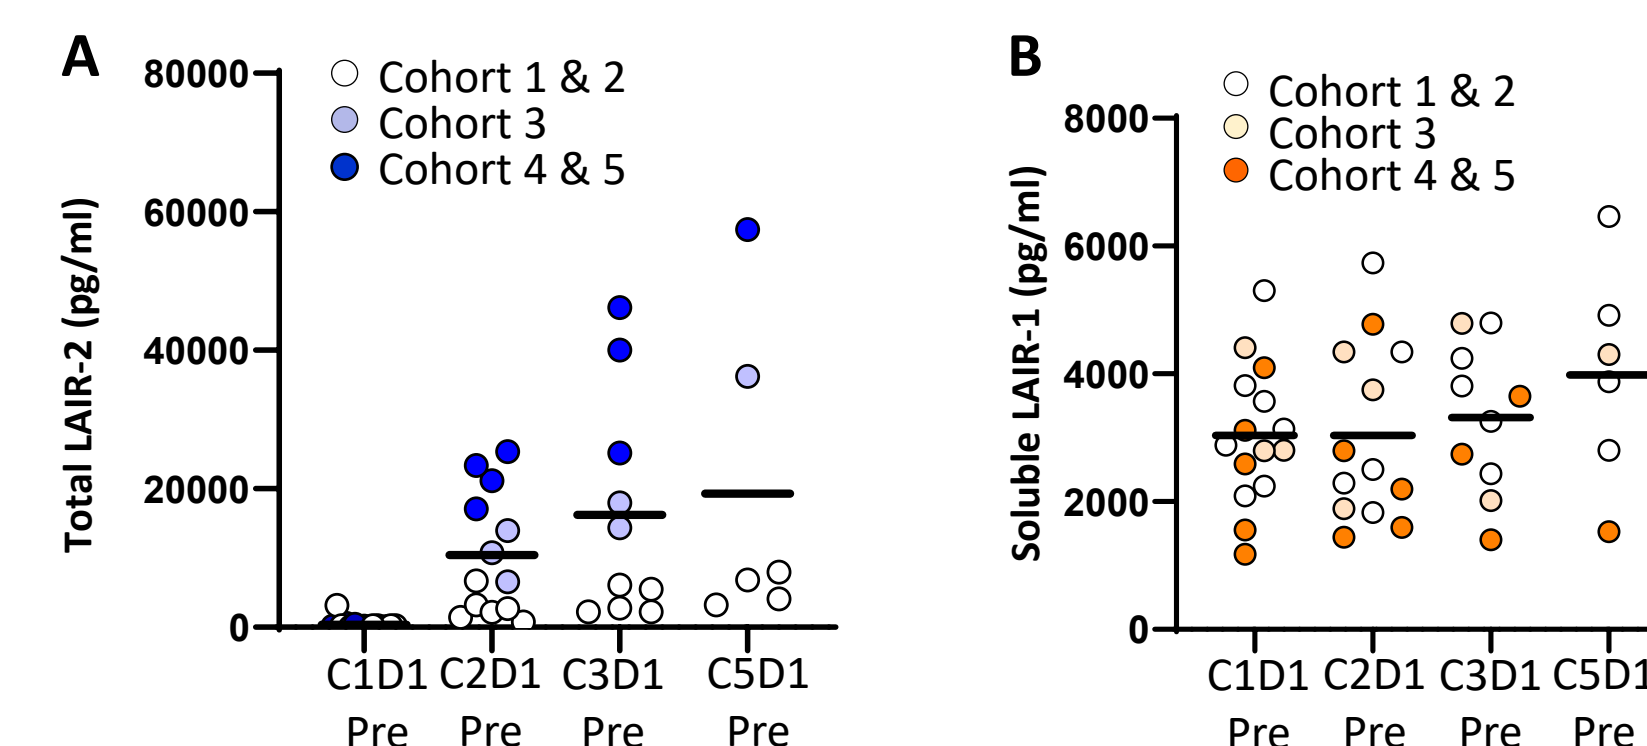 A
Total LAIR-2 (pg/ml)
80000
60000
40000
20000
0
Cohort 1 & 2
Cohort 3
Cohort 4 & 5
C1D1 C2D1 C3D1 C5D1
Pre Pre Pre Pre
B
Soluble LAIR-1 (pg/ml)
8000
6000
4000
2000
0
Cohort 1 & 2
Cohort 3
Cohort 4 & 5
C1D1 C2D1 C3D1 C5D1
Pre Pre Pre Pre